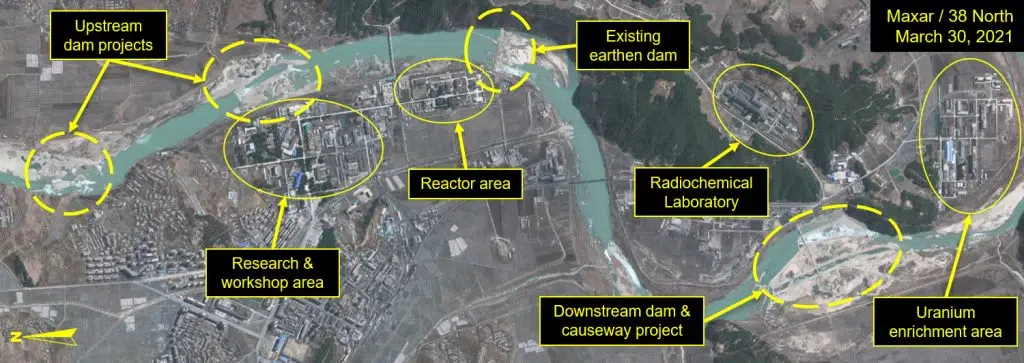 Upstream
dam projects
Existing
earthen dam
Maxar / 38 North
March 30, 2021
Reactor area
Radiochemical
Laboratory
Research &
workshop area
Downstream dam &
causeway project
Uranium
enrichment area
N